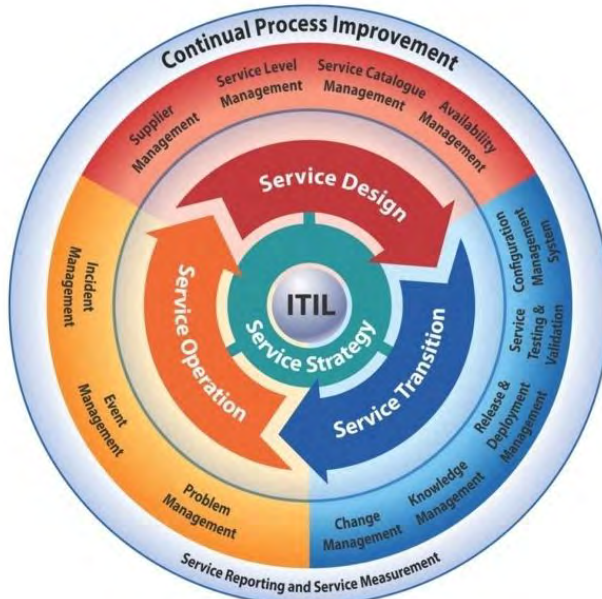 Continual Process Improvement
Supplier
Management
Service Level
Management
Service Catalogue
Management
Availability
Management
Configuration
Management
System
Service
Testing &
Validation
Release &
Deployment
Management
Knowledge
Management
Change
Management
Problem
Management
Event
Management
Incident
Management
Service Design
Service Transition
Service Operation
Service Strategy
ITIL
Service Reporting and Service Measurement